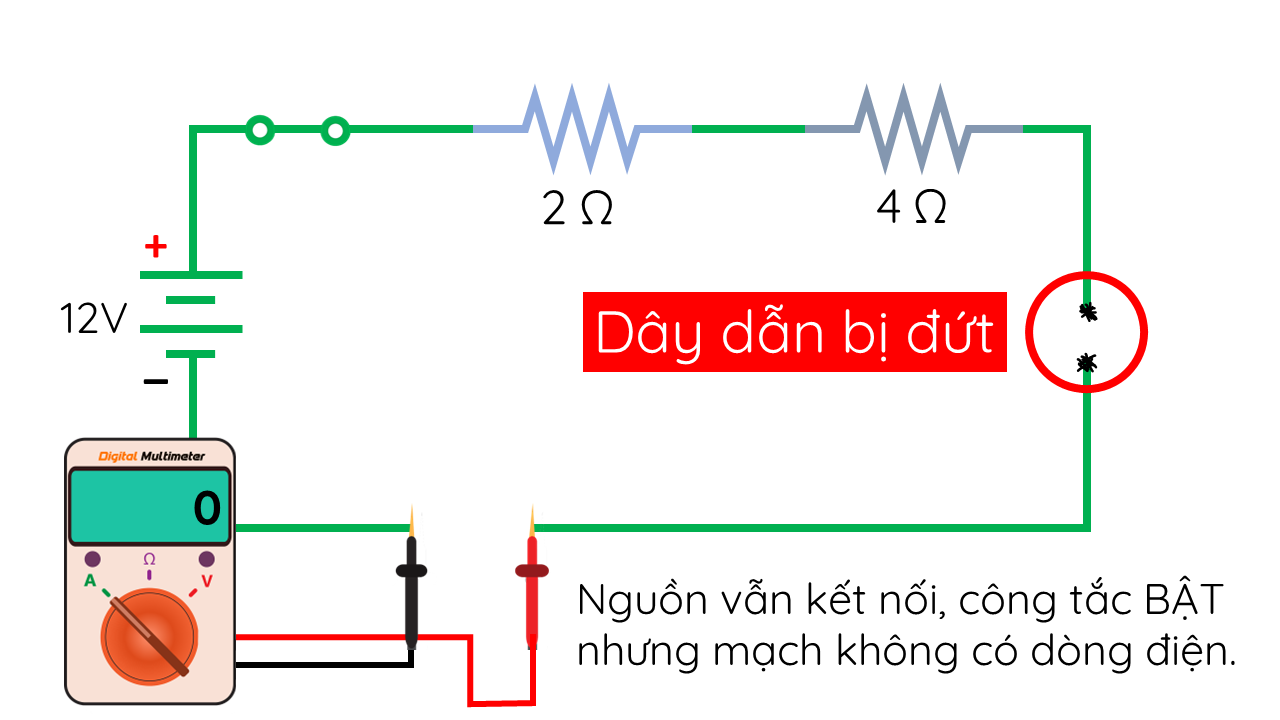 2 Ω
4 Ω
+
12V
Dây dẫn bị đứt
−
Digital Multimeter
0
Ω
A
V
Nguồn vẫn kết nối, công tắc BẬT
nhưng mạch không có dòng điện.